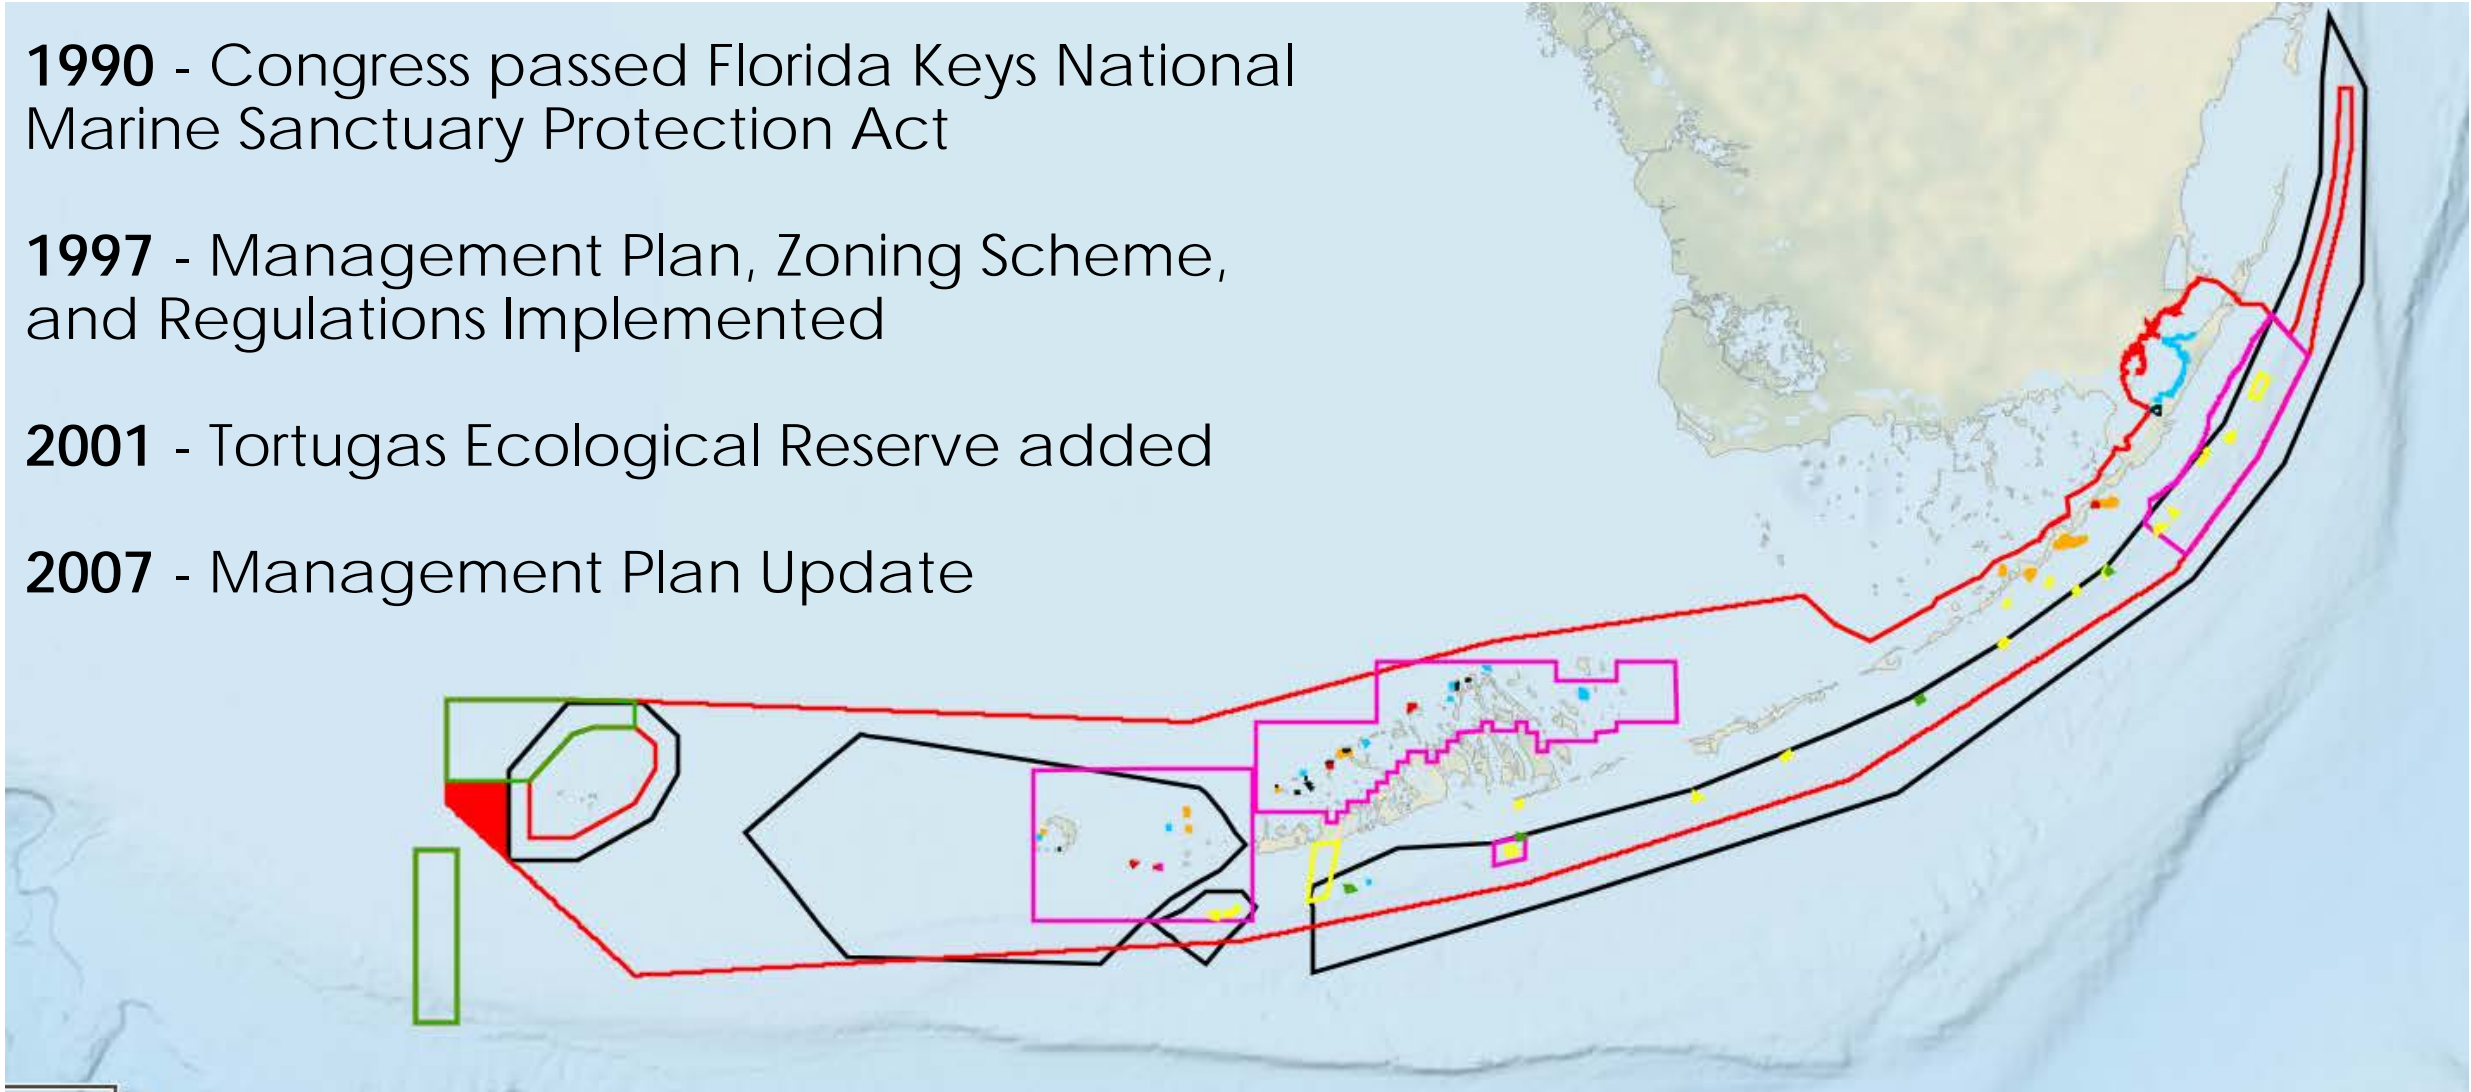 1990 - Congress passed Florida Keys National
Marine Sanctuary Protection Act
1997 - Management Plan, Zoning Scheme,
and Regulations Implemented
2001 - Tortugas Ecological Reserve added
2007 - Management Plan Update